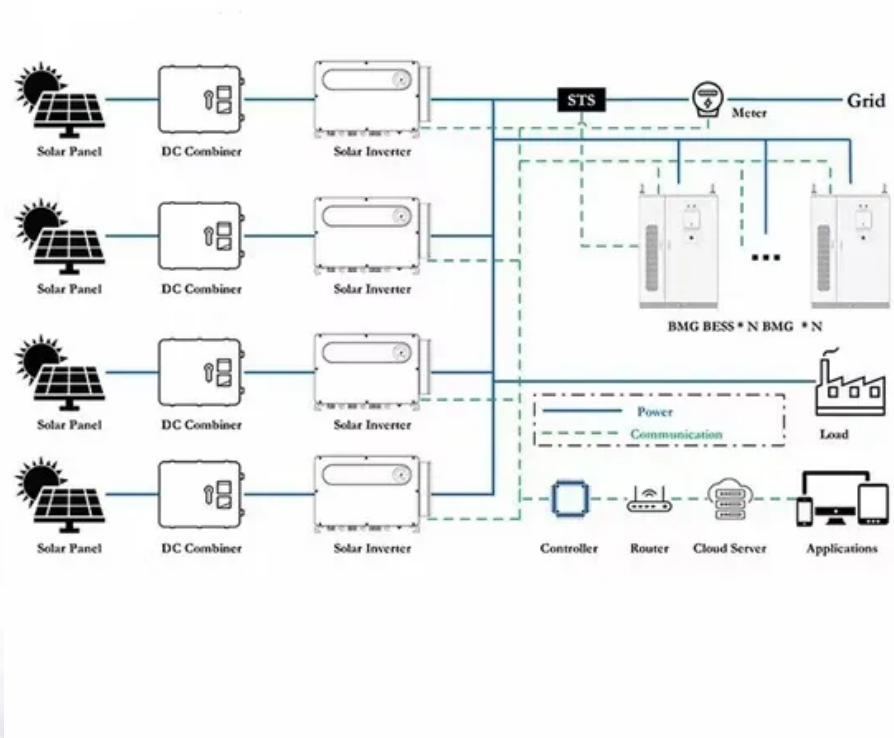 STS
Grid
Meter
Solar Panel
DC Combiner
Solar Inverter
Solar Panel
DC Combiner
Solar Inverter
BMG BESS * N BMG * N
Solar Panel
DC Combiner
Solar Inverter
Power
Communication
Load
Solar Panel
DC Combiner
Solar Inverter
Controller
Router
Cloud Server
Applications